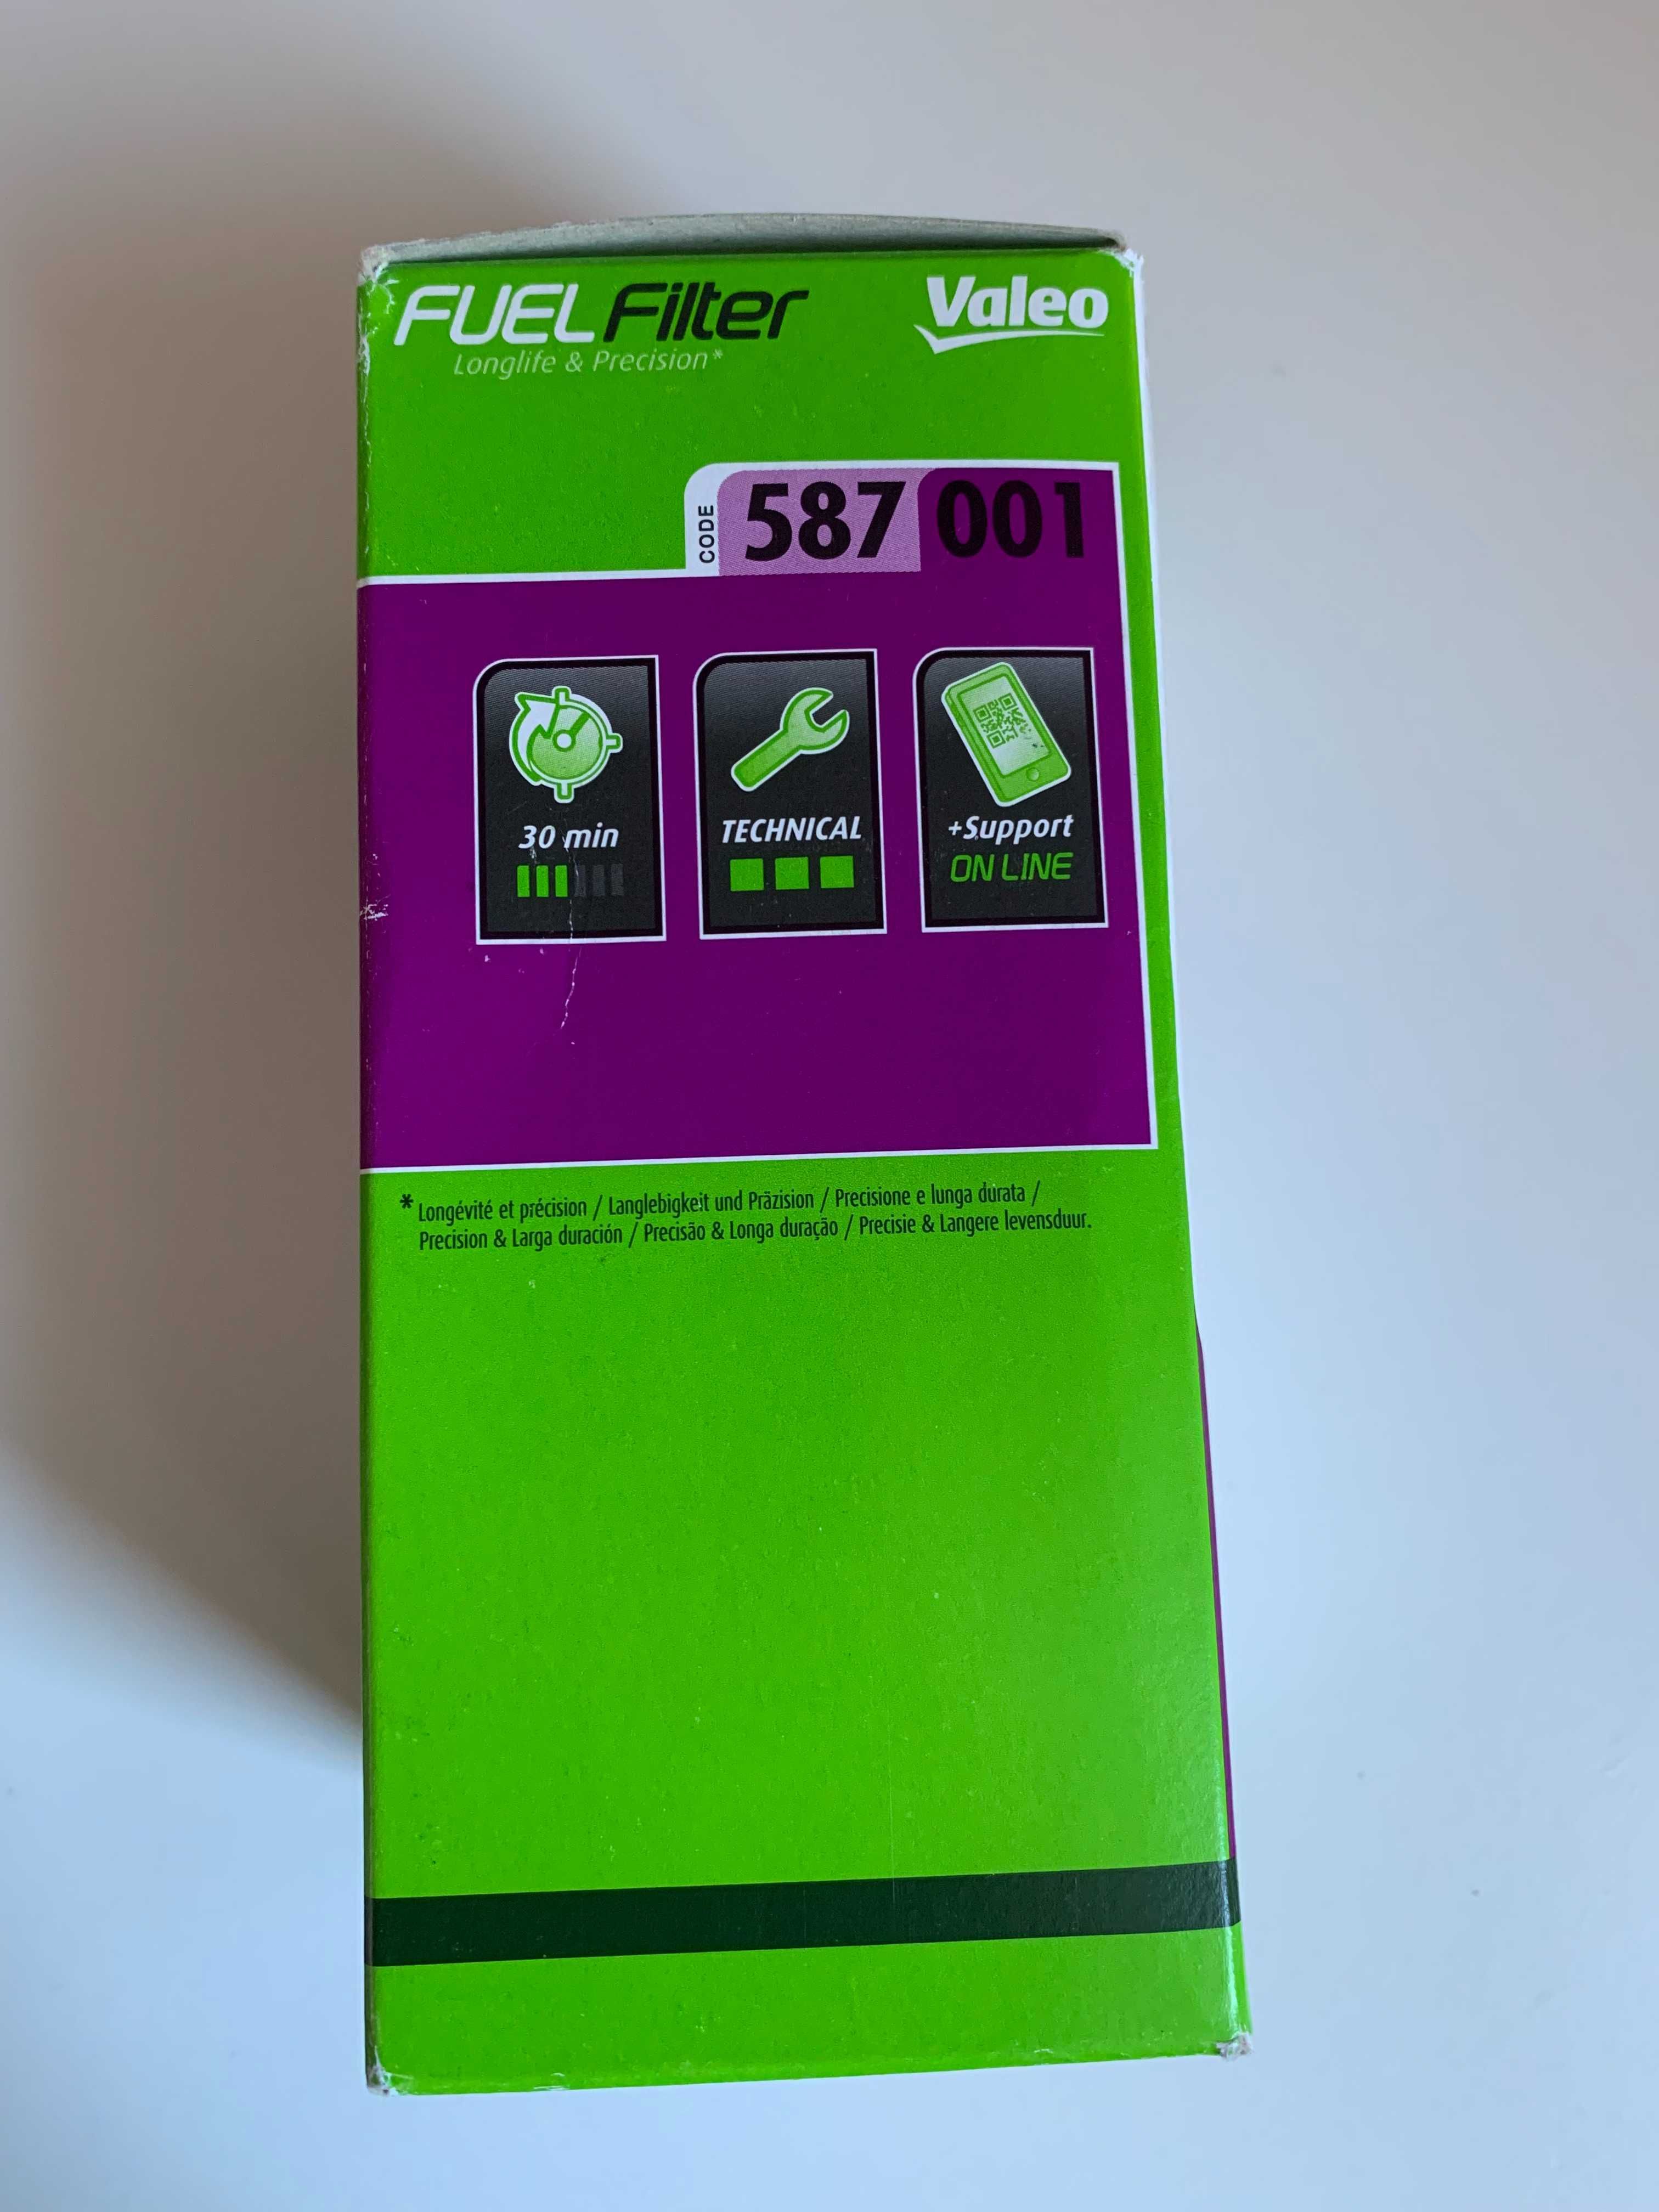 FUEL Filter
Longlife & Precision*
Valeo
CODE
587 001
30 min
TECHNICAL
+Support
ON LINE
* Longévité et précision / Langlebigkeit und Präzision / Precisione e lunga durata /
Precision & Larga duración / Precisão & Longa duração / Precisie & Langere levensduur.